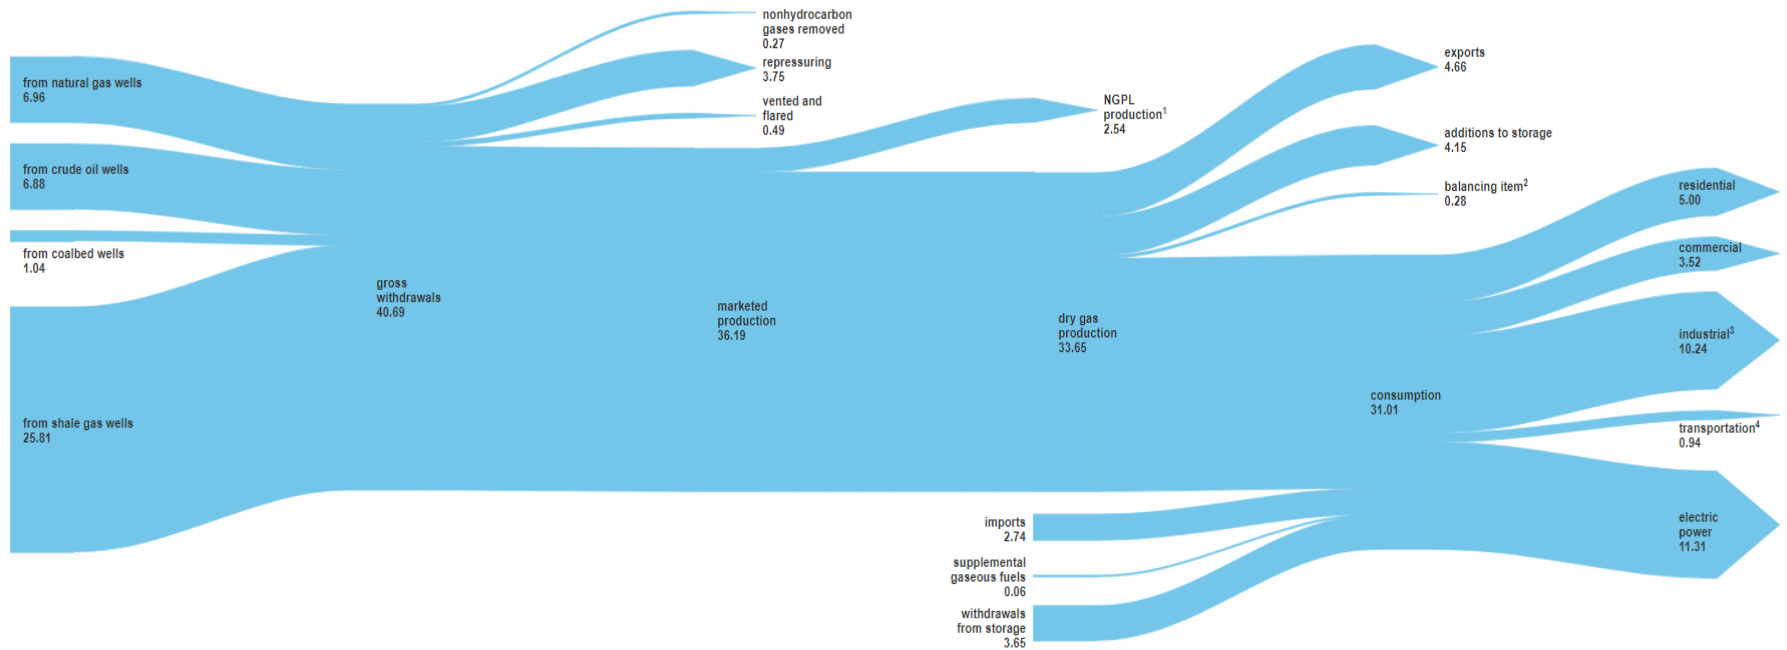 from natural gas wells
6.96
from crude oil wells
6.88
from coalbed wells
1.04
from shale gas wells
25.81
gross
withdrawals
40.69
nonhydrocarbon
gases removed
0.27
repressuring
3.75
vented and
flared
0.49
marketed
production
36.19
NGPL
production¹
2.54
dry gas
production
33.65
imports
2.74
supplemental
gaseous fuels
0.06
withdrawals
from storage
3.65
exports
4.66
additions to storage
4.15
balancing item²
0.28
consumption
31.01
residential
5.00
commercial
3.52
industrial³
10.24
transportation⁴
0.94
electric
power
11.31